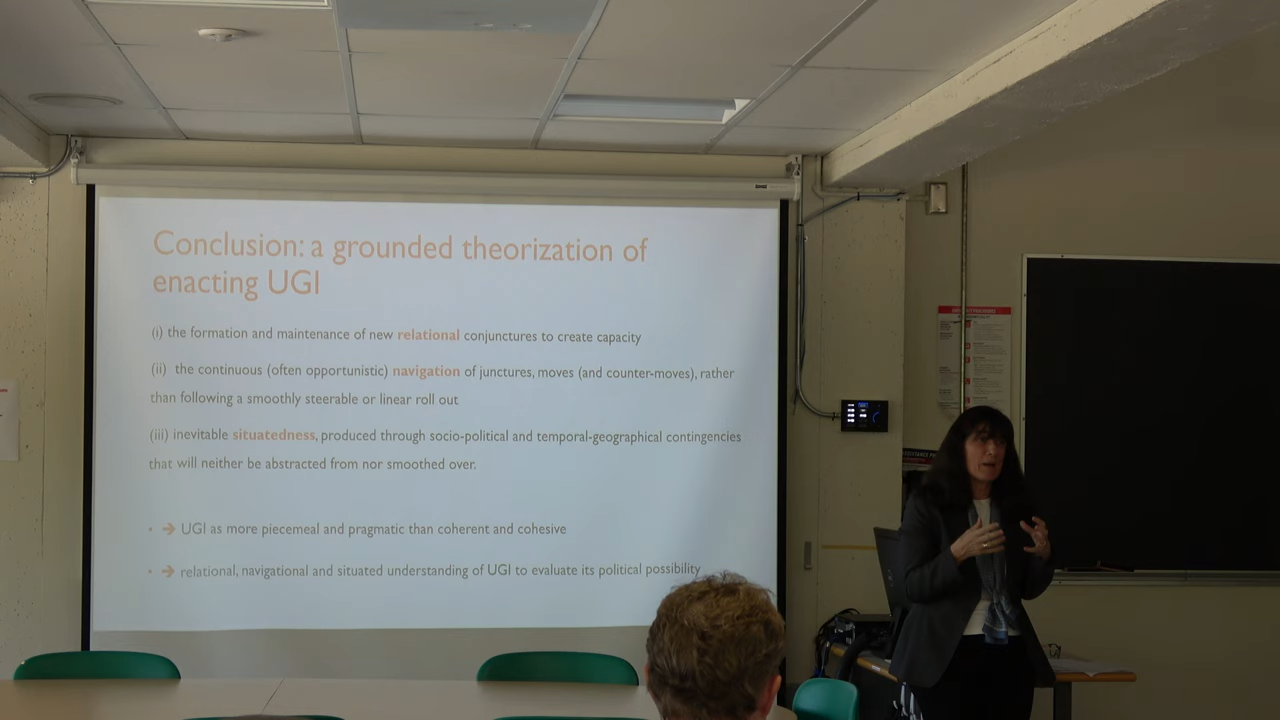 Conclusion: a grounded theorization of
enacting UGI
(i) the formation and maintenance of new relational conjunctures to create capacity
(ii) the continuous (often opportunistic) navigation of junctures, moves (and counter-moves), rather
than following a smoothly steerable or linear roll out
(iii) inevitable situatedness, produced through socio-political and temporal-geographical contingencies
that will neither be abstracted from nor smoothed over.
• → UGI as more piecemeal and pragmatic than coherent and cohesive
• → relational, navigational and situated understanding of UGI to evaluate its political possibility